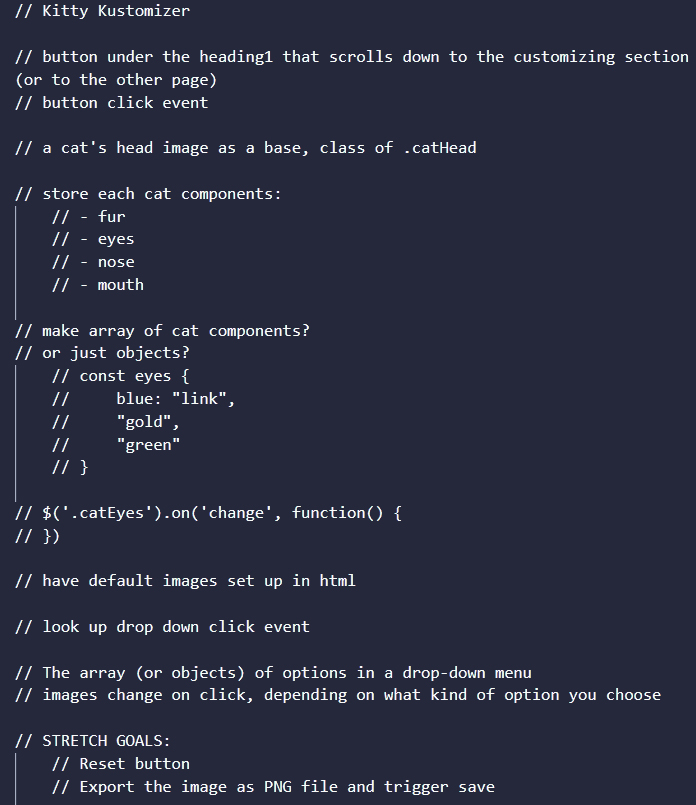 // Kitty Kustomizer
// button under the heading1 that scrolls down to the customizing section
(or to the other page)
// button click event
// a cat's head image as a base, class of .catHead
// store each cat components:
// - fur
// - eyes
// - nose
// - mouth
// make array of cat components?
// or just objects?
// const eyes {
//     blue: "link",
//     "gold",
//     "green"
// }
// $('.catEyes').on('change', function() {
// })
// have default images set up in html
// look up drop down click event
// The array (or objects) of options in a drop-down menu
// images change on click, depending on what kind of option you choose
// STRETCH GOALS:
// Reset button
// Export the image as PNG file and trigger save